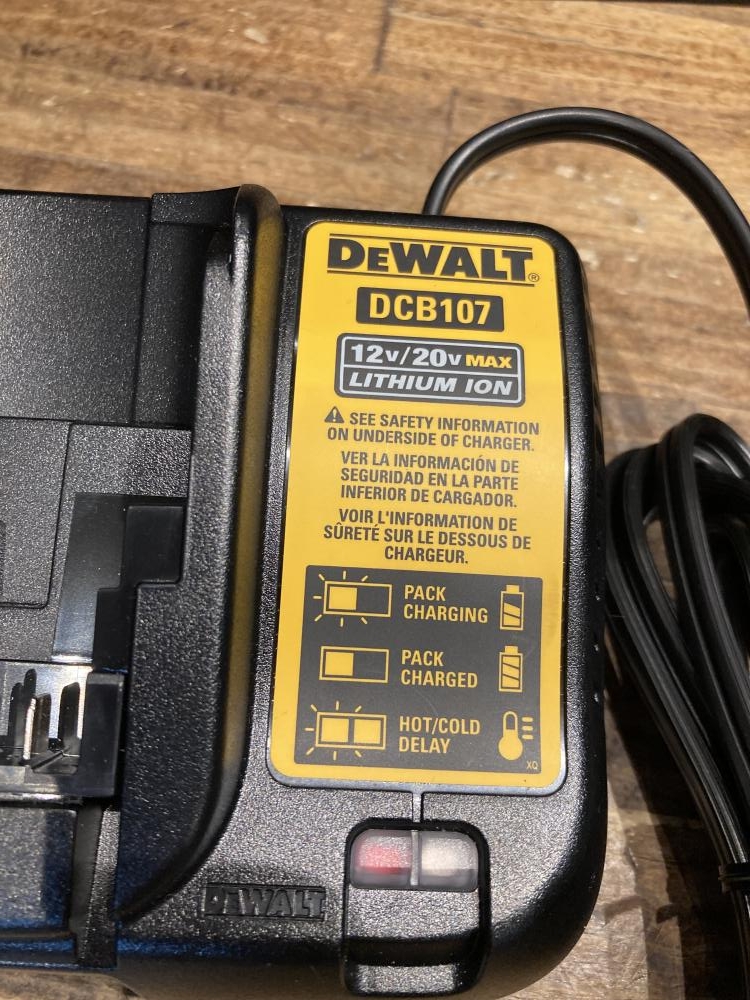 DEWALT®
DCB107
12V/20V MAX
LITHIUM ION
SEE SAFETY INFORMATION
ON UNDERSIDE OF CHARGER.
VER LA INFORMACIÓN DE
SEGURIDAD EN LA PARTE
INFERIOR DE CARGADOR.
VOIR L'INFORMATION DE
SÛRETÉ SUR LE DESSOUS DE
CHARGEUR.
PACK
CHARGING
PACK
CHARGED
HOT/COLD
DELAY
XQ
DEWALT